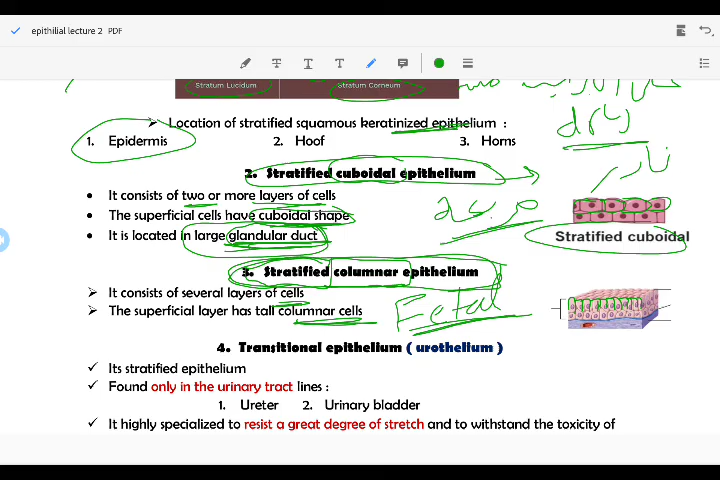 epithilial lecture 2 PDF
Stratum Lucidum Stratum Corneum
➢ Location of stratified squamous keratinized epithelium :
1. Epidermis 2. Hoof 3. Horns
dry
2. Stratified cuboidal epithelium
• It consists of two or more layers of cells
• The superficial cells have cuboidal shape
• It is located in large glandular duct
Stratified cuboidal
3. Stratified columnar epithelium
➢ It consists of several layers of cells
➢ The superficial layer has tall columnar cells
Fetal
4. Transitional epithelium ( urothelium )
✓ Its stratified epithelium
✓ Found only in the urinary tract lines :
1. Ureter 2. Urinary bladder
✓ It highly specialized to resist a great degree of stretch and to withstand the toxicity of